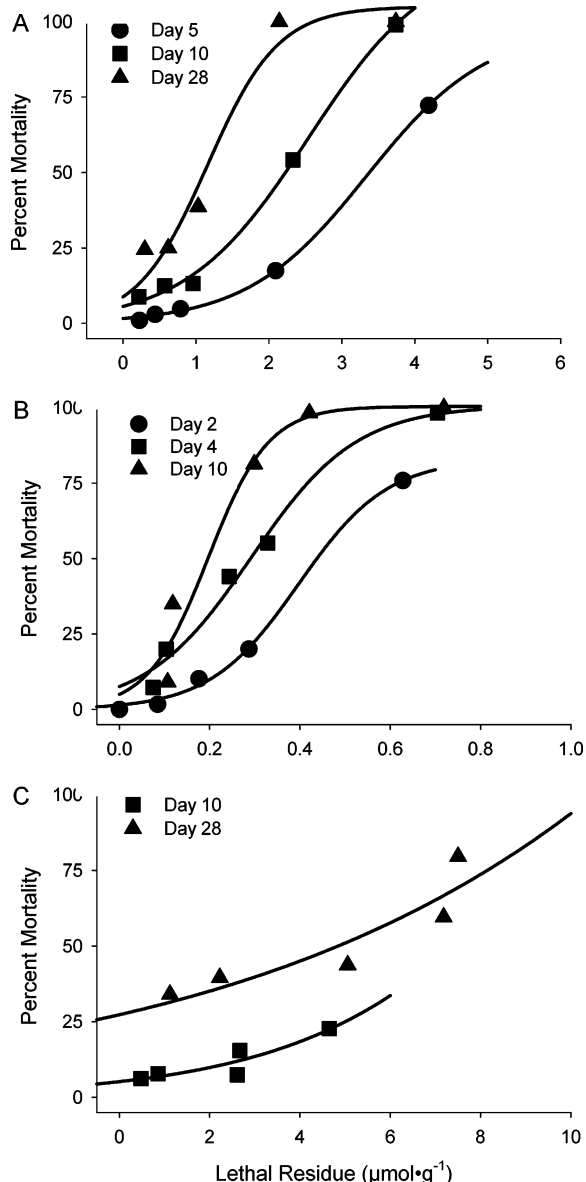 A
100
75
50
25
0
Percent Mortality
Day 5
Day 10
Day 28
0 1 2 3 4 5 6
B
100
75
50
25
0
Percent Mortality
Day 2
Day 4
Day 10
0.0 0.2 0.4 0.6 0.8 1.0
C
100
75
50
25
0
Percent Mortality
Day 10
Day 28
0 2 4 6 8 10
Lethal Residue (µmol•g⁻¹)